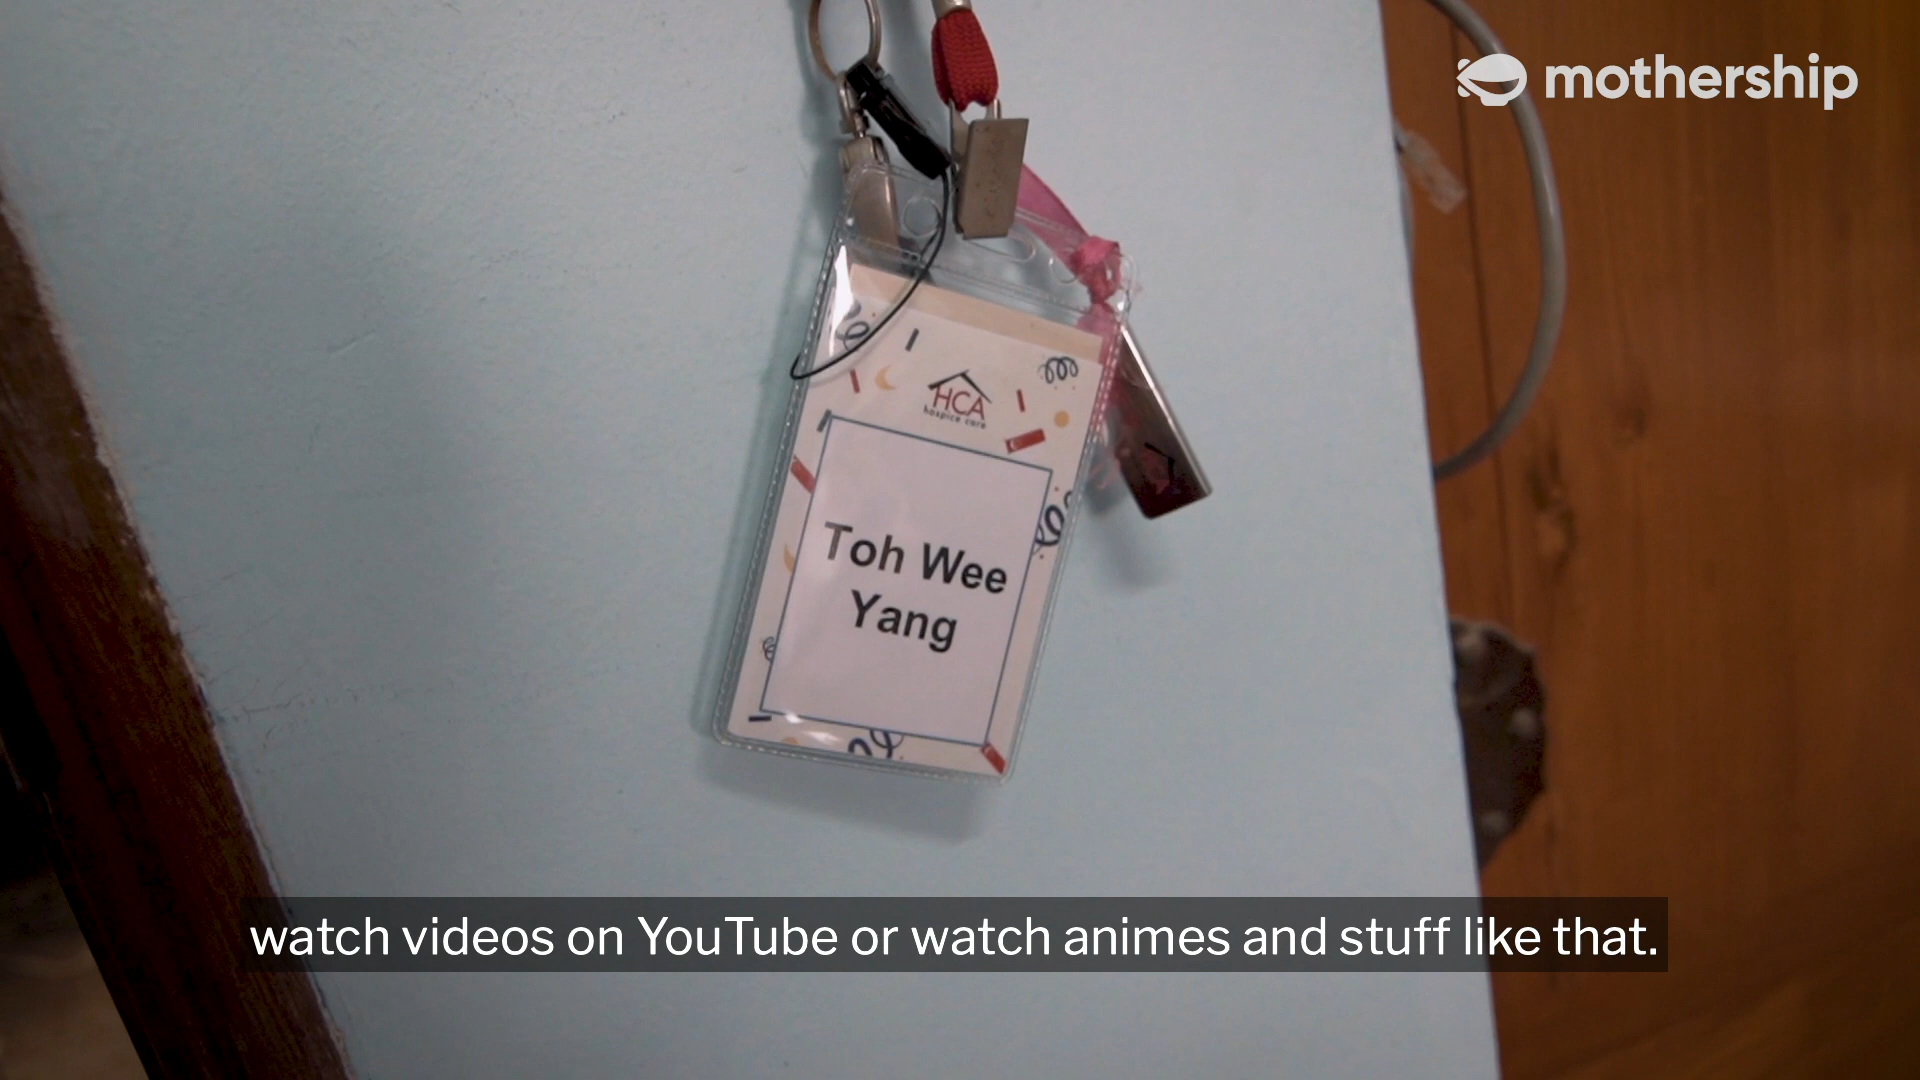 mothership
HCA
hospice care
Toh Wee
Yang
watch videos on YouTube or watch animes and stuff like that.